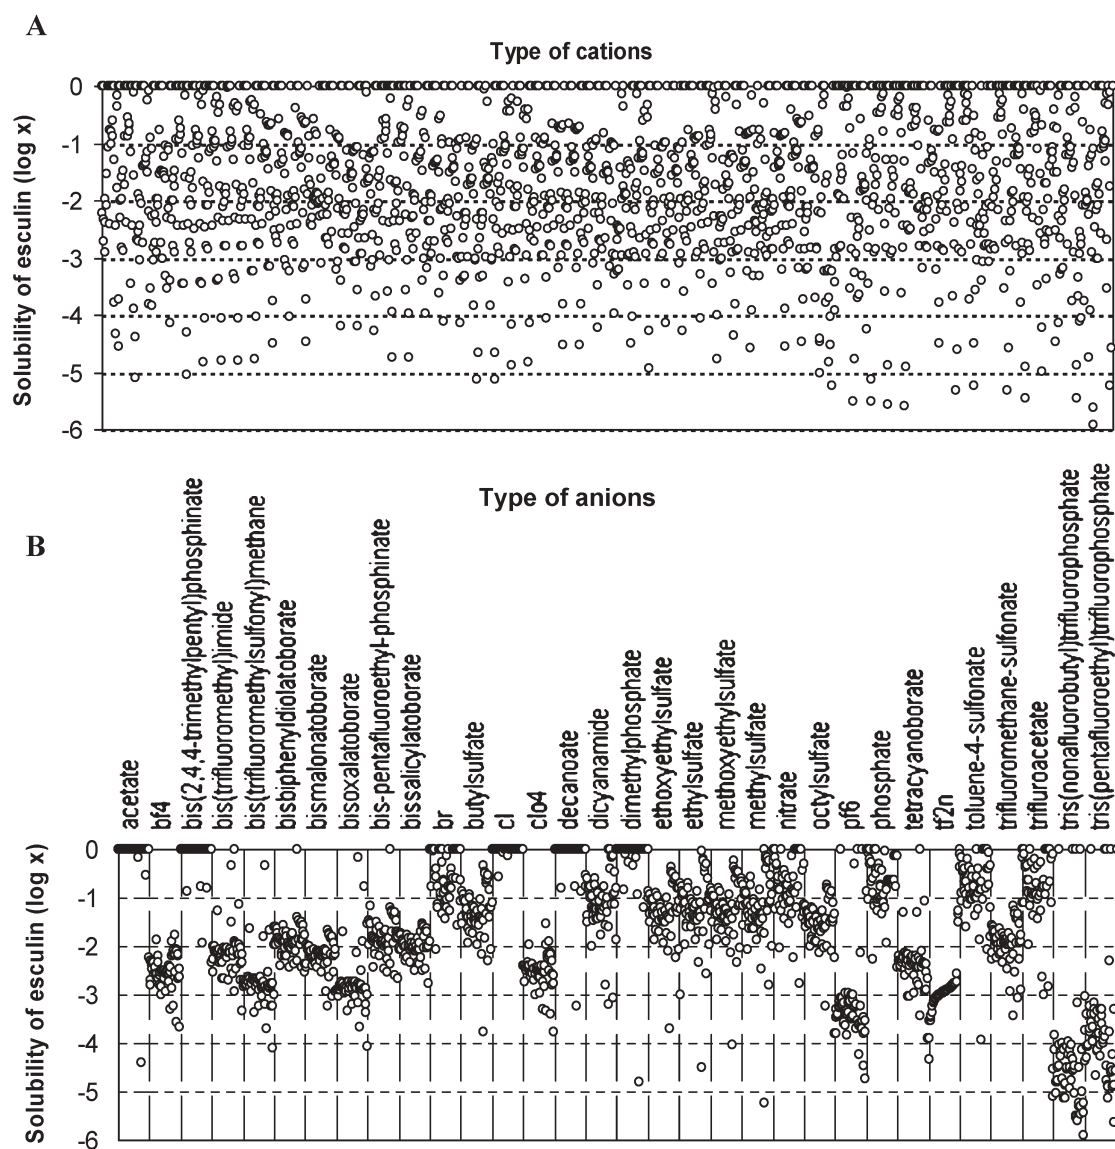 A
Type of cations
Solubility of esculin (log x)
0
-1
-2
-3
-4
-5
-6
Type of anions
B
acetate
bf4
bis(2,4,4-trimethylpentyl)phosphinate
bis(trifluoromethyl)imide
bis(trifluoromethylsulfonyl)methane
bisbiphenyldiolatoborate
bismalonatoborate
bisoxalatoborate
bis-pentafluoroethyl-phosphinate
bissalicylatoborate
br
butylsulfate
cl
clo4
decanoate
dicyanamide
dimethylphosphate
ethoxyethylsulfate
ethylsulfate
methoxyethylsulfate
methylsulfate
nitrate
octylsulfate
pf6
phosphate
tetracyanoborate
tf2n
toluene-4-sulfonate
trifluoromethane-sulfonate
trifluroacetate
tris(nonafluorobutyl)trifluorophosphate
tris(pentafluoroethyl)trifluorophosphate
Solubility of esculin (log x)
0
-1
-2
-3
-4
-5
-6